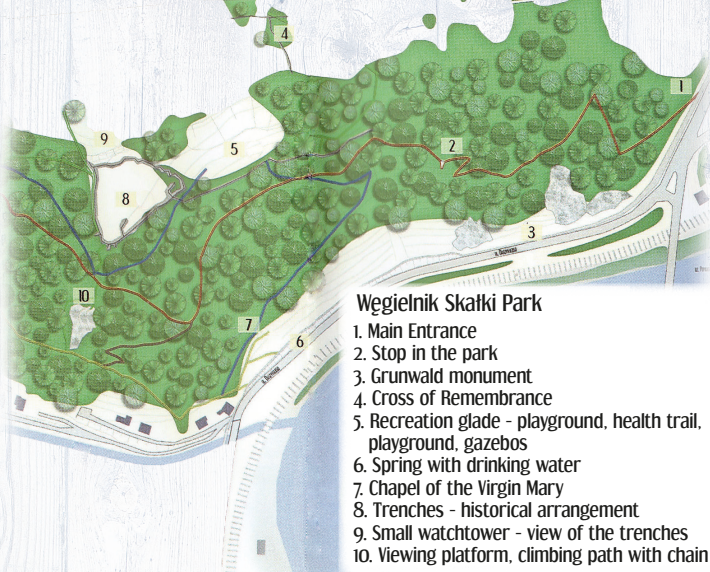 4
1
9
5
2
8
3
10
7
6
Węgielnik Skałki Park
1. Main Entrance
2. Stop in the park
3. Grunwald monument
4. Cross of Remembrance
5. Recreation glade - playground, health trail,
playground, gazebos
6. Spring with drinking water
7. Chapel of the Virgin Mary
8. Trenches - historical arrangement
9. Small watchtower - view of the trenches
10. Viewing platform, climbing path with chain